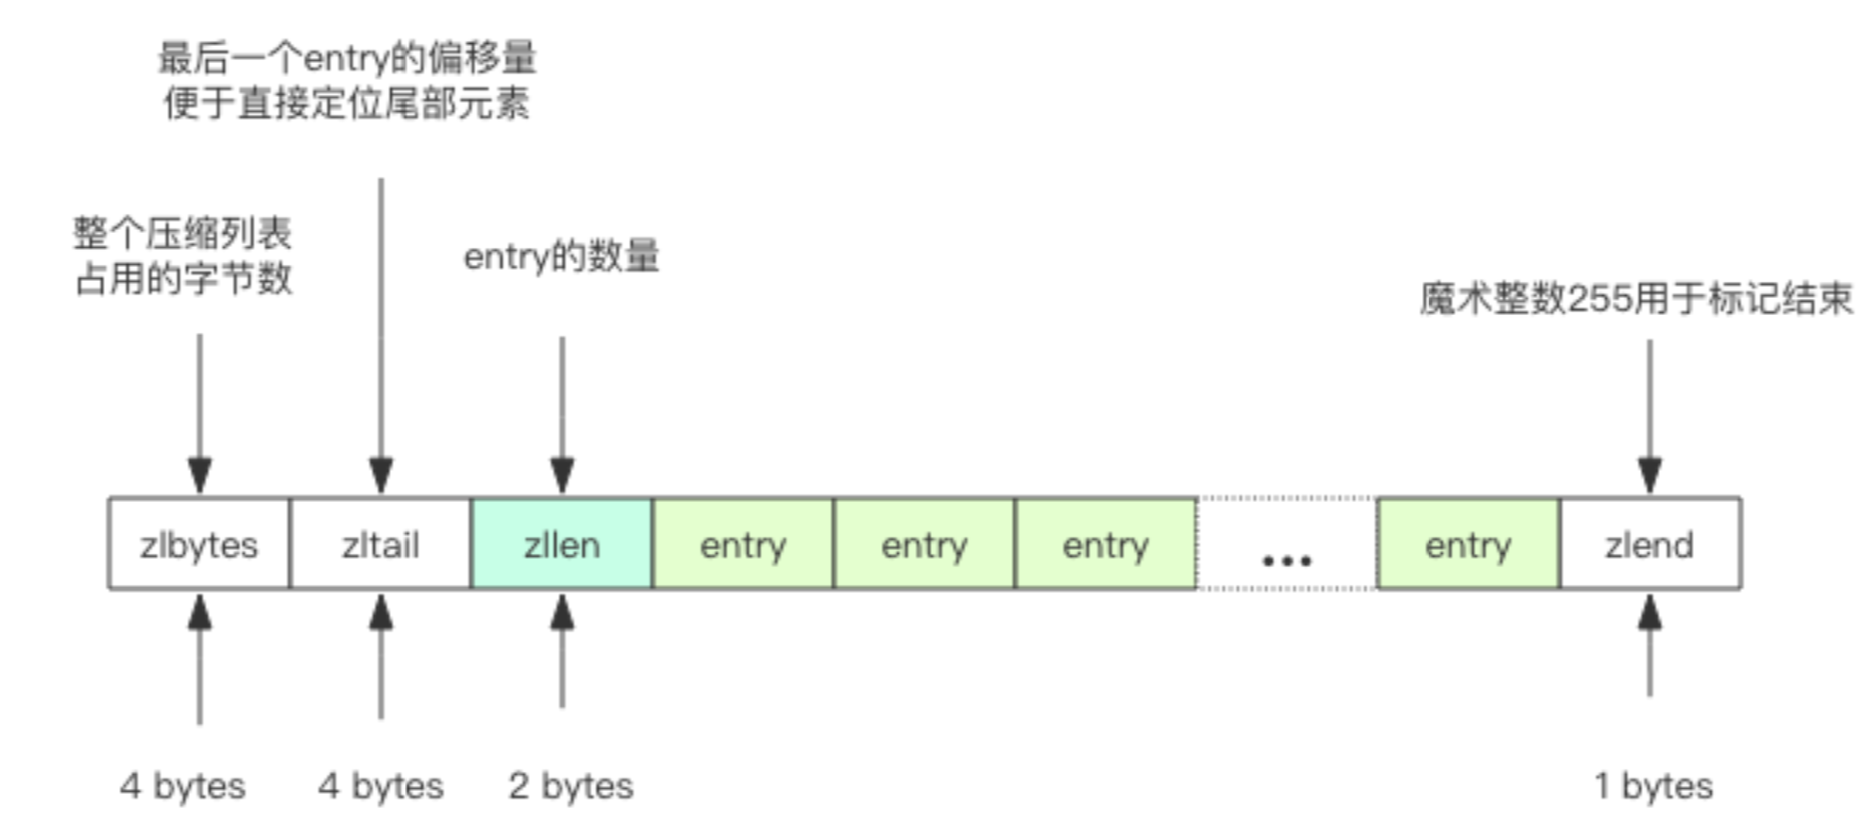 最后一个entry的偏移量
便于直接定位尾部元素
整个压缩列表
占用的字节数
entry的数量
魔术整数255用于标记结束
zlbytes
zltail
zllen
entry
entry
entry
...
entry
zlend
4 bytes
4 bytes
2 bytes
1 bytes